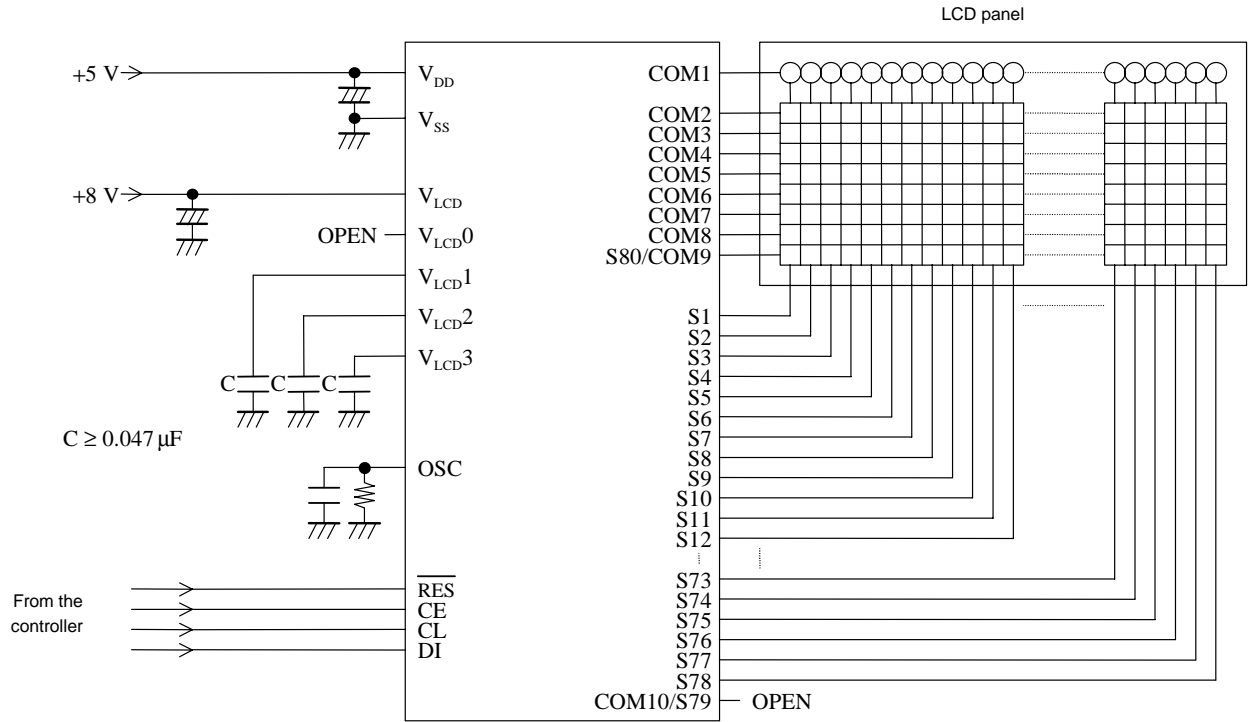 LCD panel
+5 V
VDD
COM1
VSS
COM2
COM3
COM4
COM5
+8 V
VLCD
COM6
COM7
OPEN
VLCD0
COM8
S80/COM9
VLCD1
VLCD2
S1
S2
VLCD3
S3
S4
C
C
C
S5
S6
C ≥ 0.047 μF
S7
S8
OSC
S9
S10
S11
S12
S73
From the
controller
RES
S74
CE
S75
CL
S76
DI
S77
S78
COM10/S79
OPEN